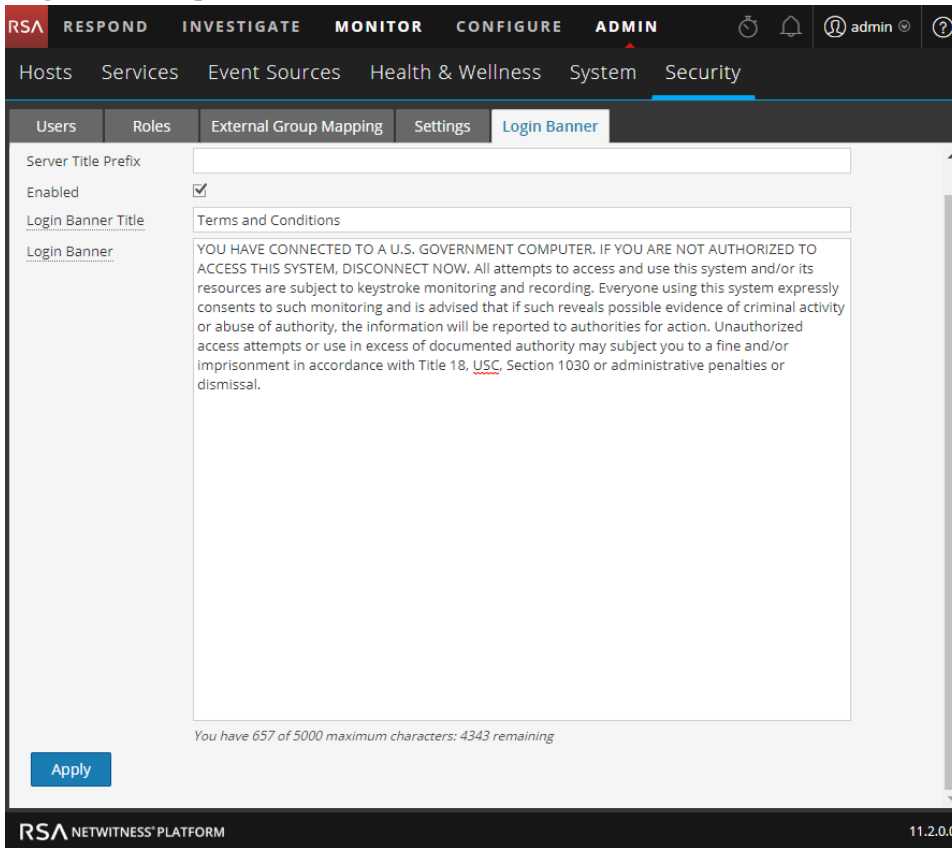 RSA RESPOND INVESTIGATE MONITOR CONFIGURE ADMIN admin ?
Hosts Services Event Sources Health & Wellness System Security
Users Roles External Group Mapping Settings Login Banner
Server Title Prefix
Enabled
Login Banner Title Terms and Conditions
Login Banner YOU HAVE CONNECTED TO A U.S. GOVERNMENT COMPUTER. IF YOU ARE NOT AUTHORIZED TO
ACCESS THIS SYSTEM, DISCONNECT NOW. All attempts to access and use this system and/or its
resources are subject to keystroke monitoring and recording. Everyone using this system expressly
consents to such monitoring and is advised that if such reveals possible evidence of criminal activity
or abuse of authority, the information will be reported to authorities for action. Unauthorized
access attempts or use in excess of documented authority may subject you to a fine and/or
imprisonment in accordance with Title 18, USC, Section 1030 or administrative penalties or
dismissal.
You have 657 of 5000 maximum characters: 4343 remaining
Apply
RSA NETWITNESS® PLATFORM 11.2.0.0